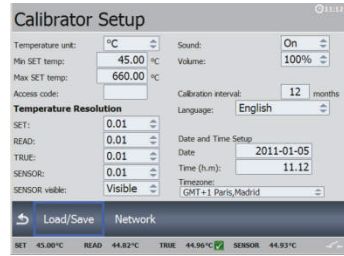 11:12
Calibrator Setup
Temperature unit: °C
Min SET temp: 45.00 °C
Max SET temp: 660.00 °C
Access code:
Temperature Resolution
SET: 0.01
READ: 0.01
TRUE: 0.01
SENSOR: 0.01
SENSOR visible: Visible
Sound: On
Volume: 100%
Calibration interval: 12 months
Language: English
Date and Time Setup
Date 2011-01-05
Time (h.m): 11.12
Timezone:
GMT+1 Paris,Madrid
Load/Save Network
SET 45.00°C READ 44.82°C TRUE 44.96°C SENSOR 44.93°C